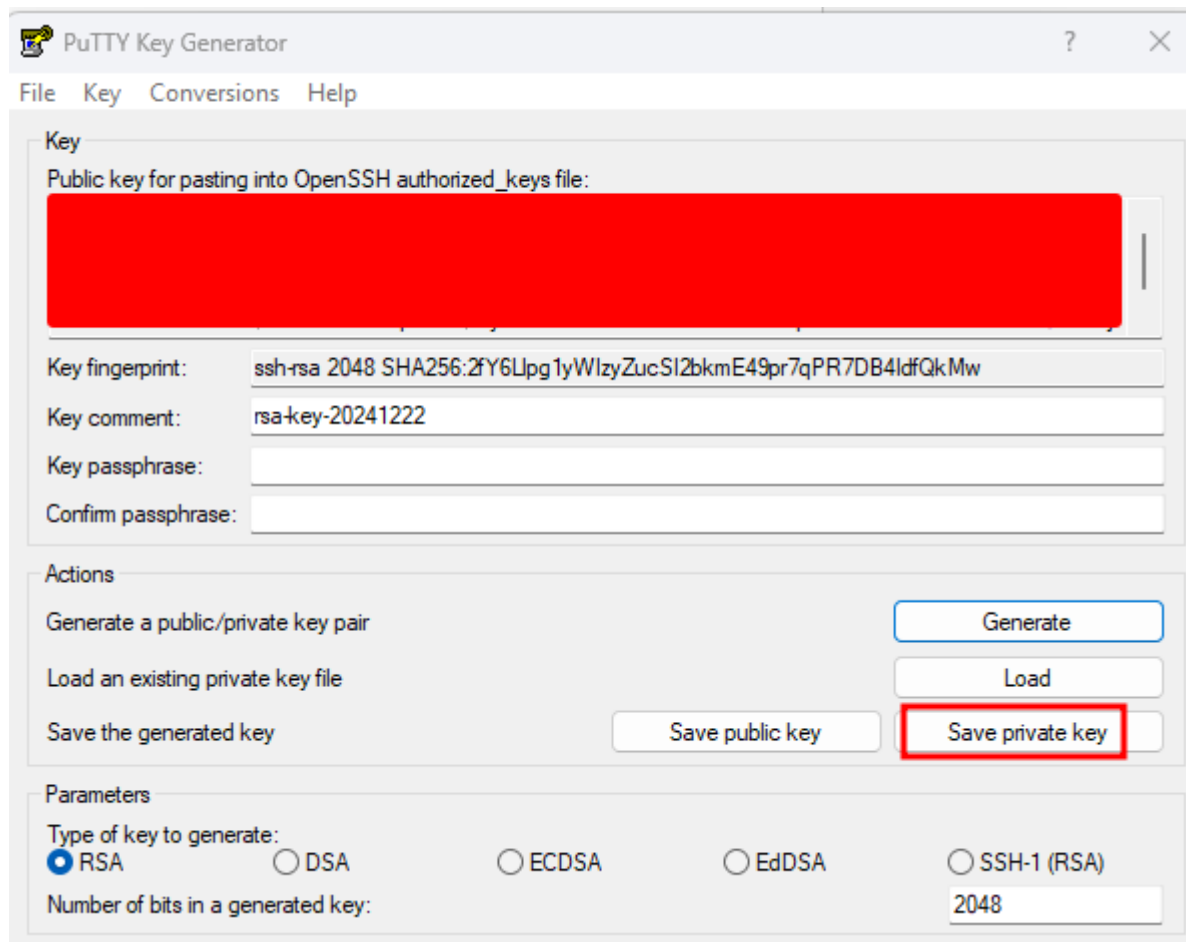 PuTTY Key Generator ?
File Key Conversions Help
Key
Public key for pasting into OpenSSH authorized_keys file:
Key fingerprint: ssh-rsa 2048 SHA256:2fY6Llpg1yWIzyZucSI2bkmE49pr7qPR7DB4IdfQkMw
Key comment: rsa-key-20241222
Key passphrase:
Confirm passphrase:
Actions
Generate a public/private key pair Generate
Load an existing private key file Load
Save the generated key Save public key Save private key
Parameters
Type of key to generate:
RSA DSA ECDSA EdDSA SSH-1 (RSA)
Number of bits in a generated key: 2048